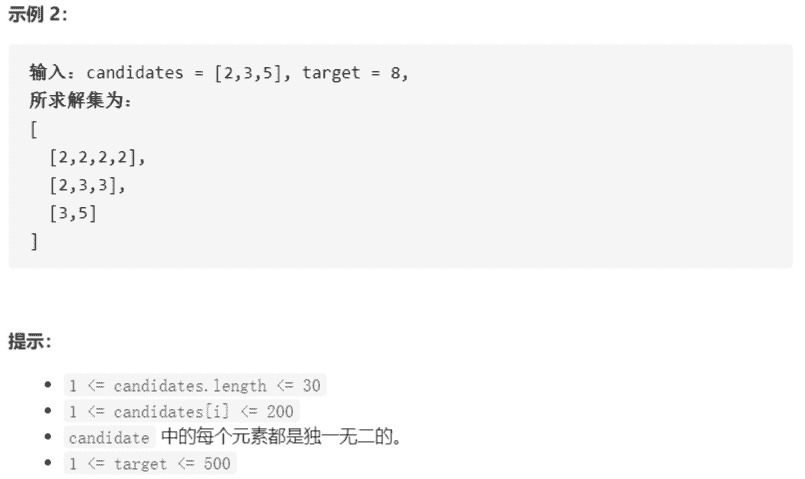 示例 2：
输入：candidates = [2,3,5], target = 8,
所求解集为：
[
[2,2,2,2],
[2,3,3],
[3,5]
]
提示：
1 <= candidates.length <= 30
1 <= candidates[i] <= 200
candidate 中的每个元素都是独一无二的。
1 <= target <= 500